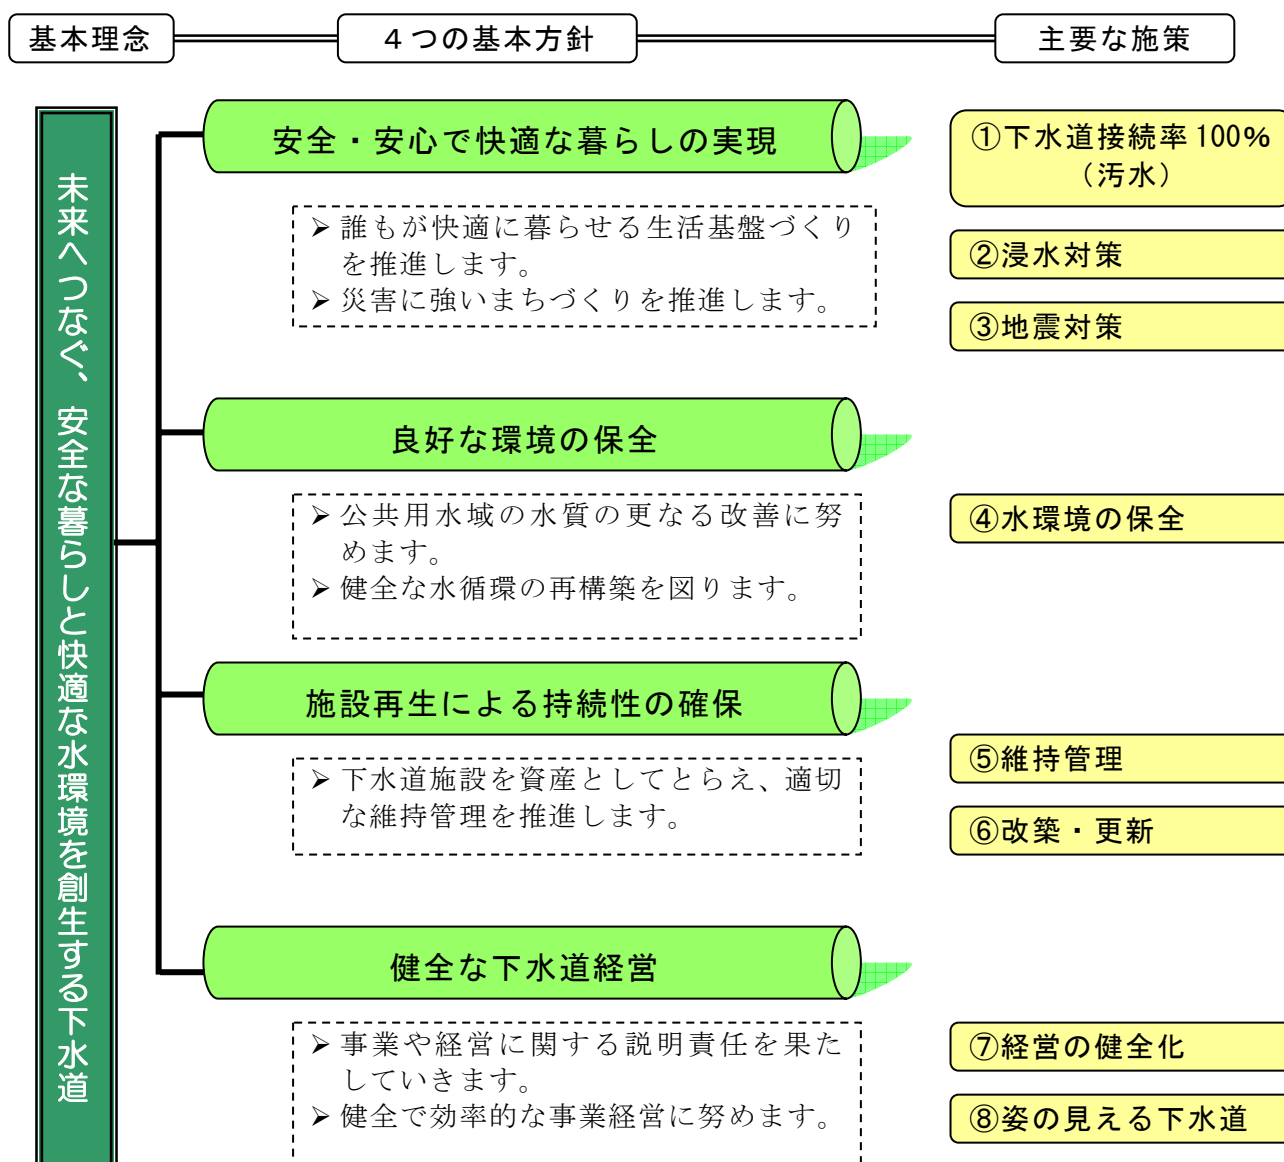 基本理念
４つの基本方針
主要な施策
未来へつなぐ、安全な暮らしと快適な水環境を創生する下水道
安全・安心で快適な暮らしの実現
➢ 誰もが快適に暮らせる生活基盤づくり
を推進します。
➢ 災害に強いまちづくりを推進します。
①下水道接続率 100%
（汚水）
②浸水対策
③地震対策
良好な環境の保全
➢ 公共用水域の水質の更なる改善に努
めます。
➢ 健全な水循環の再構築を図ります。
④水環境の保全
施設再生による持続性の確保
➢ 下水道施設を資産としてとらえ、適切
な維持管理を推進します。
⑤維持管理
⑥改築・更新
健全な下水道経営
➢ 事業や経営に関する説明責任を果た
していきます。
➢ 健全で効率的な事業経営に努めます。
⑦経営の健全化
⑧姿の見える下水道